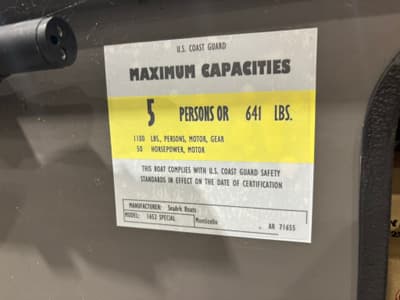 U.S. COAST GUARD
MAXIMUM CAPACITIES
5 PERSONS OR 641 LBS.
1100 LBS, PERSONS, MOTOR, GEAR
50 HORSEPOWER, MOTOR
THIS BOAT COMPLIES WITH U.S. COAST GUARD SAFETY
STANDARDS IN EFFECT ON THE DATE OF CERTIFICATION
MANUFACTURER: SeaArk Boats
MODEL: 1652 SPECIAL Monticello , AR 71655